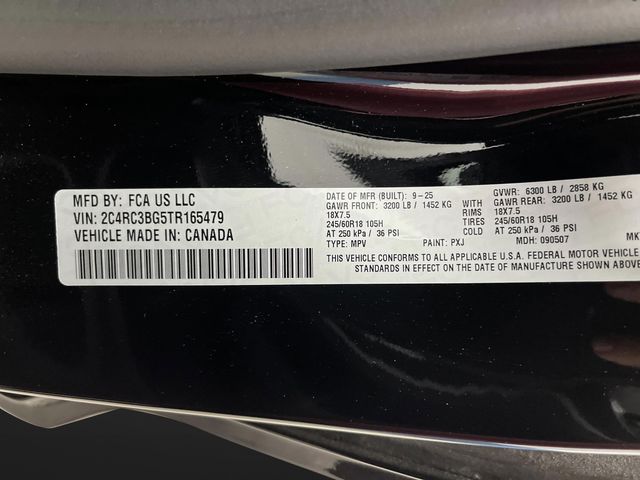 MFD BY: FCA US LLC
VIN: 2C4RC3BG5TR165479
VEHICLE MADE IN: CANADA
DATE OF MFR (BUILT): 9-25 GVWR: 6300 LB / 2858 KG
GAWR FRONT: 3200 LB / 1452 KG WITH GAWR REAR: 3200 LB / 1452 KG
18X7.5 RIMS 18X7.5
245/60R18 105H TIRES 245/60R18 105H
AT 250 kPa / 36 PSI COLD AT 250 kPa / 36 PSI
TYPE: MPV PAINT: PXJ MDH: 090507
THIS VEHICLE CONFORMS TO ALL APPLICABLE U.S.A. FEDERAL MOTOR VEHICLE
STANDARDS IN EFFECT ON THE DATE OF MANUFACTURE SHOWN ABOVE